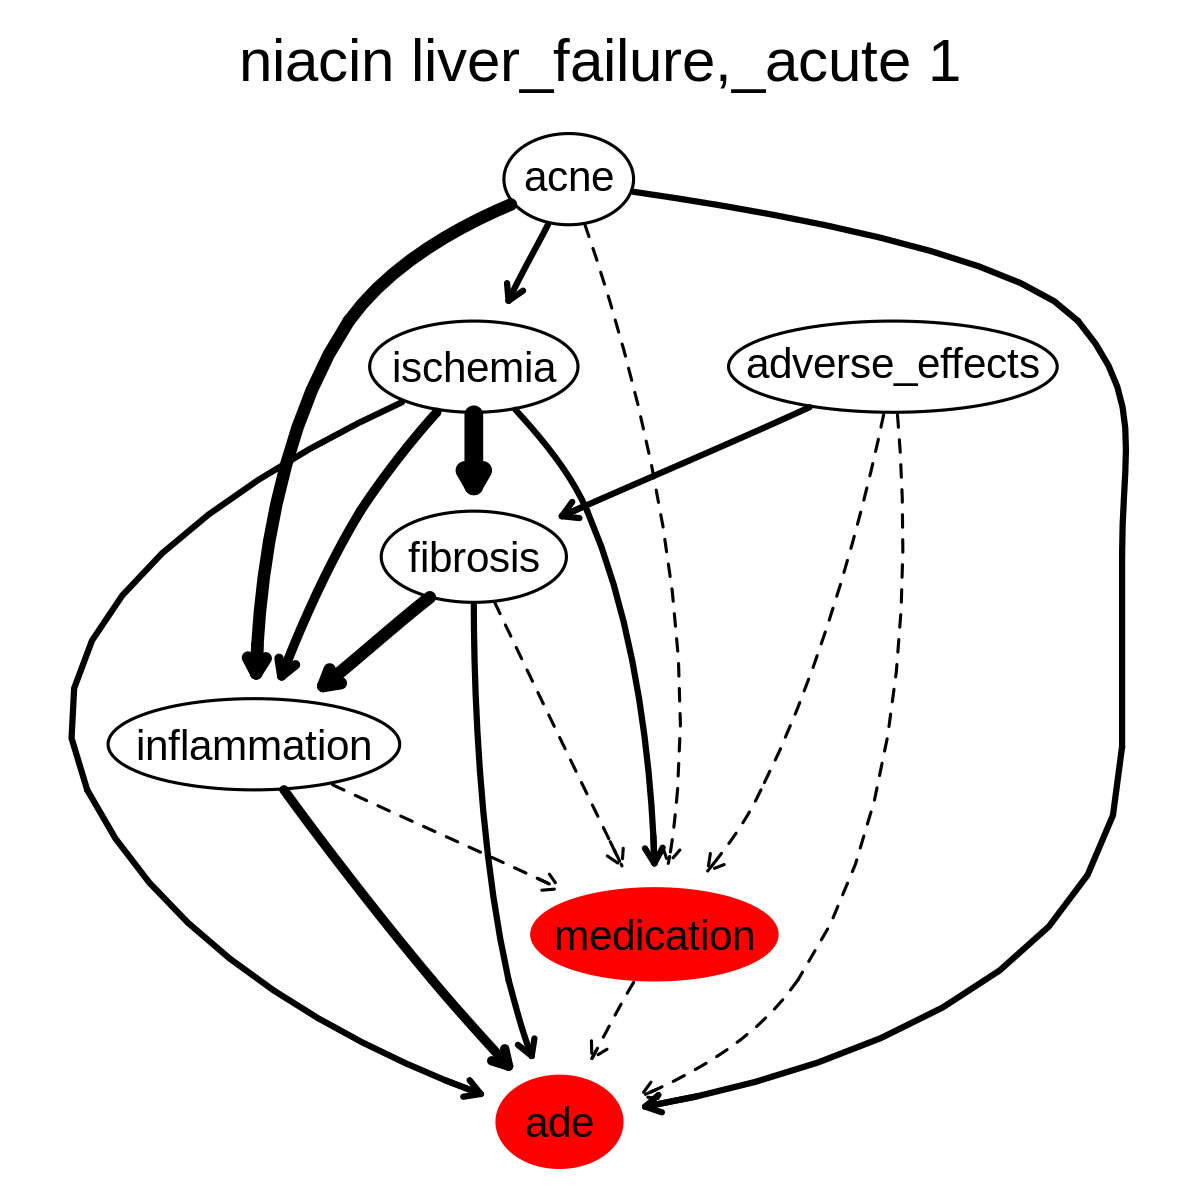 niacin liver_failure,_acute 1
acne
ischemia
adverse_effects
fibrosis
inflammation
medication
ade